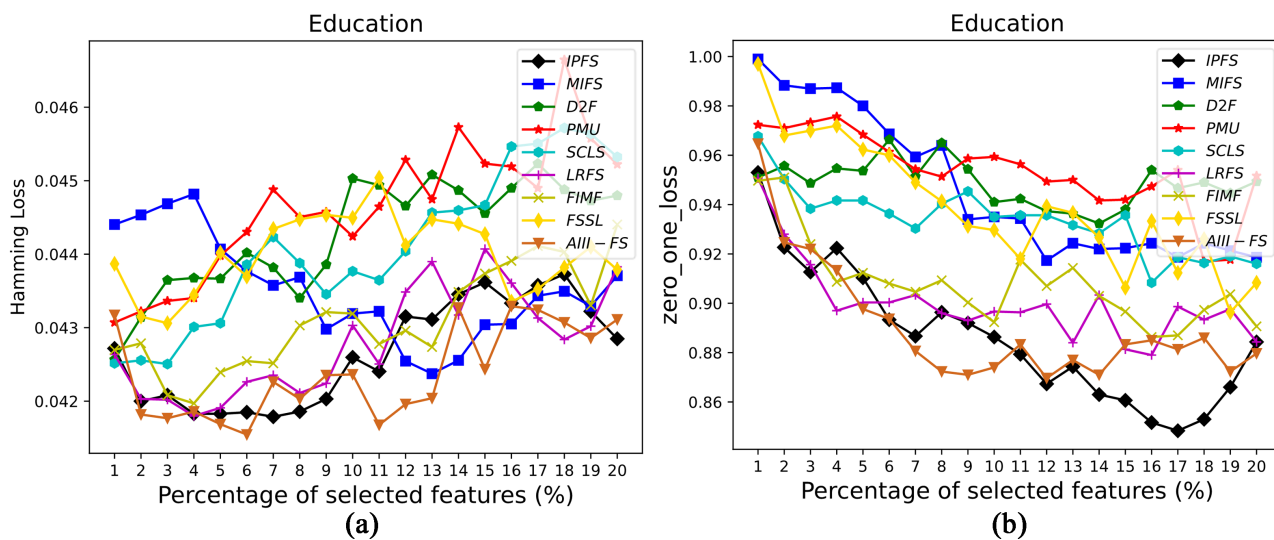 Education
Hamming Loss
0.046
0.045
0.044
0.043
0.042
IPFS
MIFS
D2F
PMU
SCLS
LRFS
FIMF
FSSL
AIII − FS
1 2 3 4 5 6 7 8 9 10 11 12 13 14 15 16 17 18 19 20
Percentage of selected features (%)
(a)
Education
zero_one_loss
1.00
0.98
0.96
0.94
0.92
0.90
0.88
0.86
IPFS
MIFS
D2F
PMU
SCLS
LRFS
FIMF
FSSL
AIII − FS
1 2 3 4 5 6 7 8 9 10 11 12 13 14 15 16 17 18 19 20
Percentage of selected features (%)
(b)